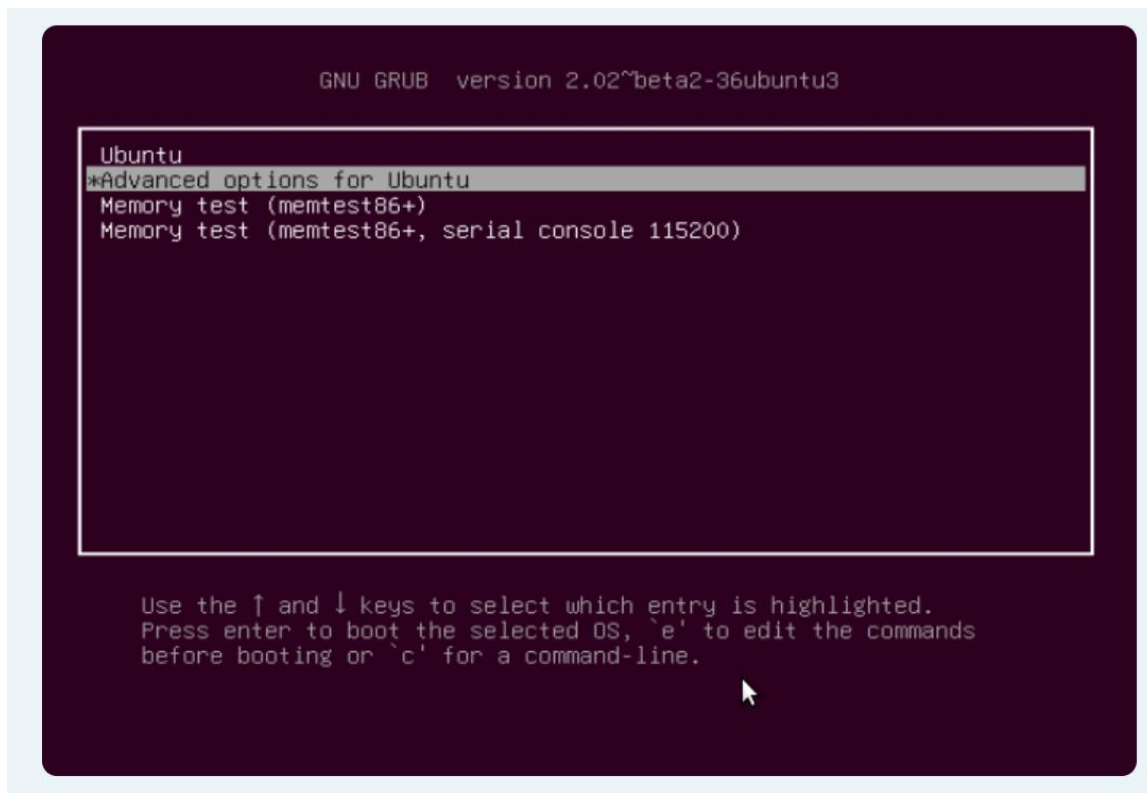 GNU GRUB  version 2.02~beta2-36ubuntu3
Ubuntu
*Advanced options for Ubuntu
Memory test (memtest86+)
Memory test (memtest86+, serial console 115200)
Use the ↑ and ↓ keys to select which entry is highlighted.
Press enter to boot the selected OS, `e' to edit the commands
before booting or `c' for a command-line.